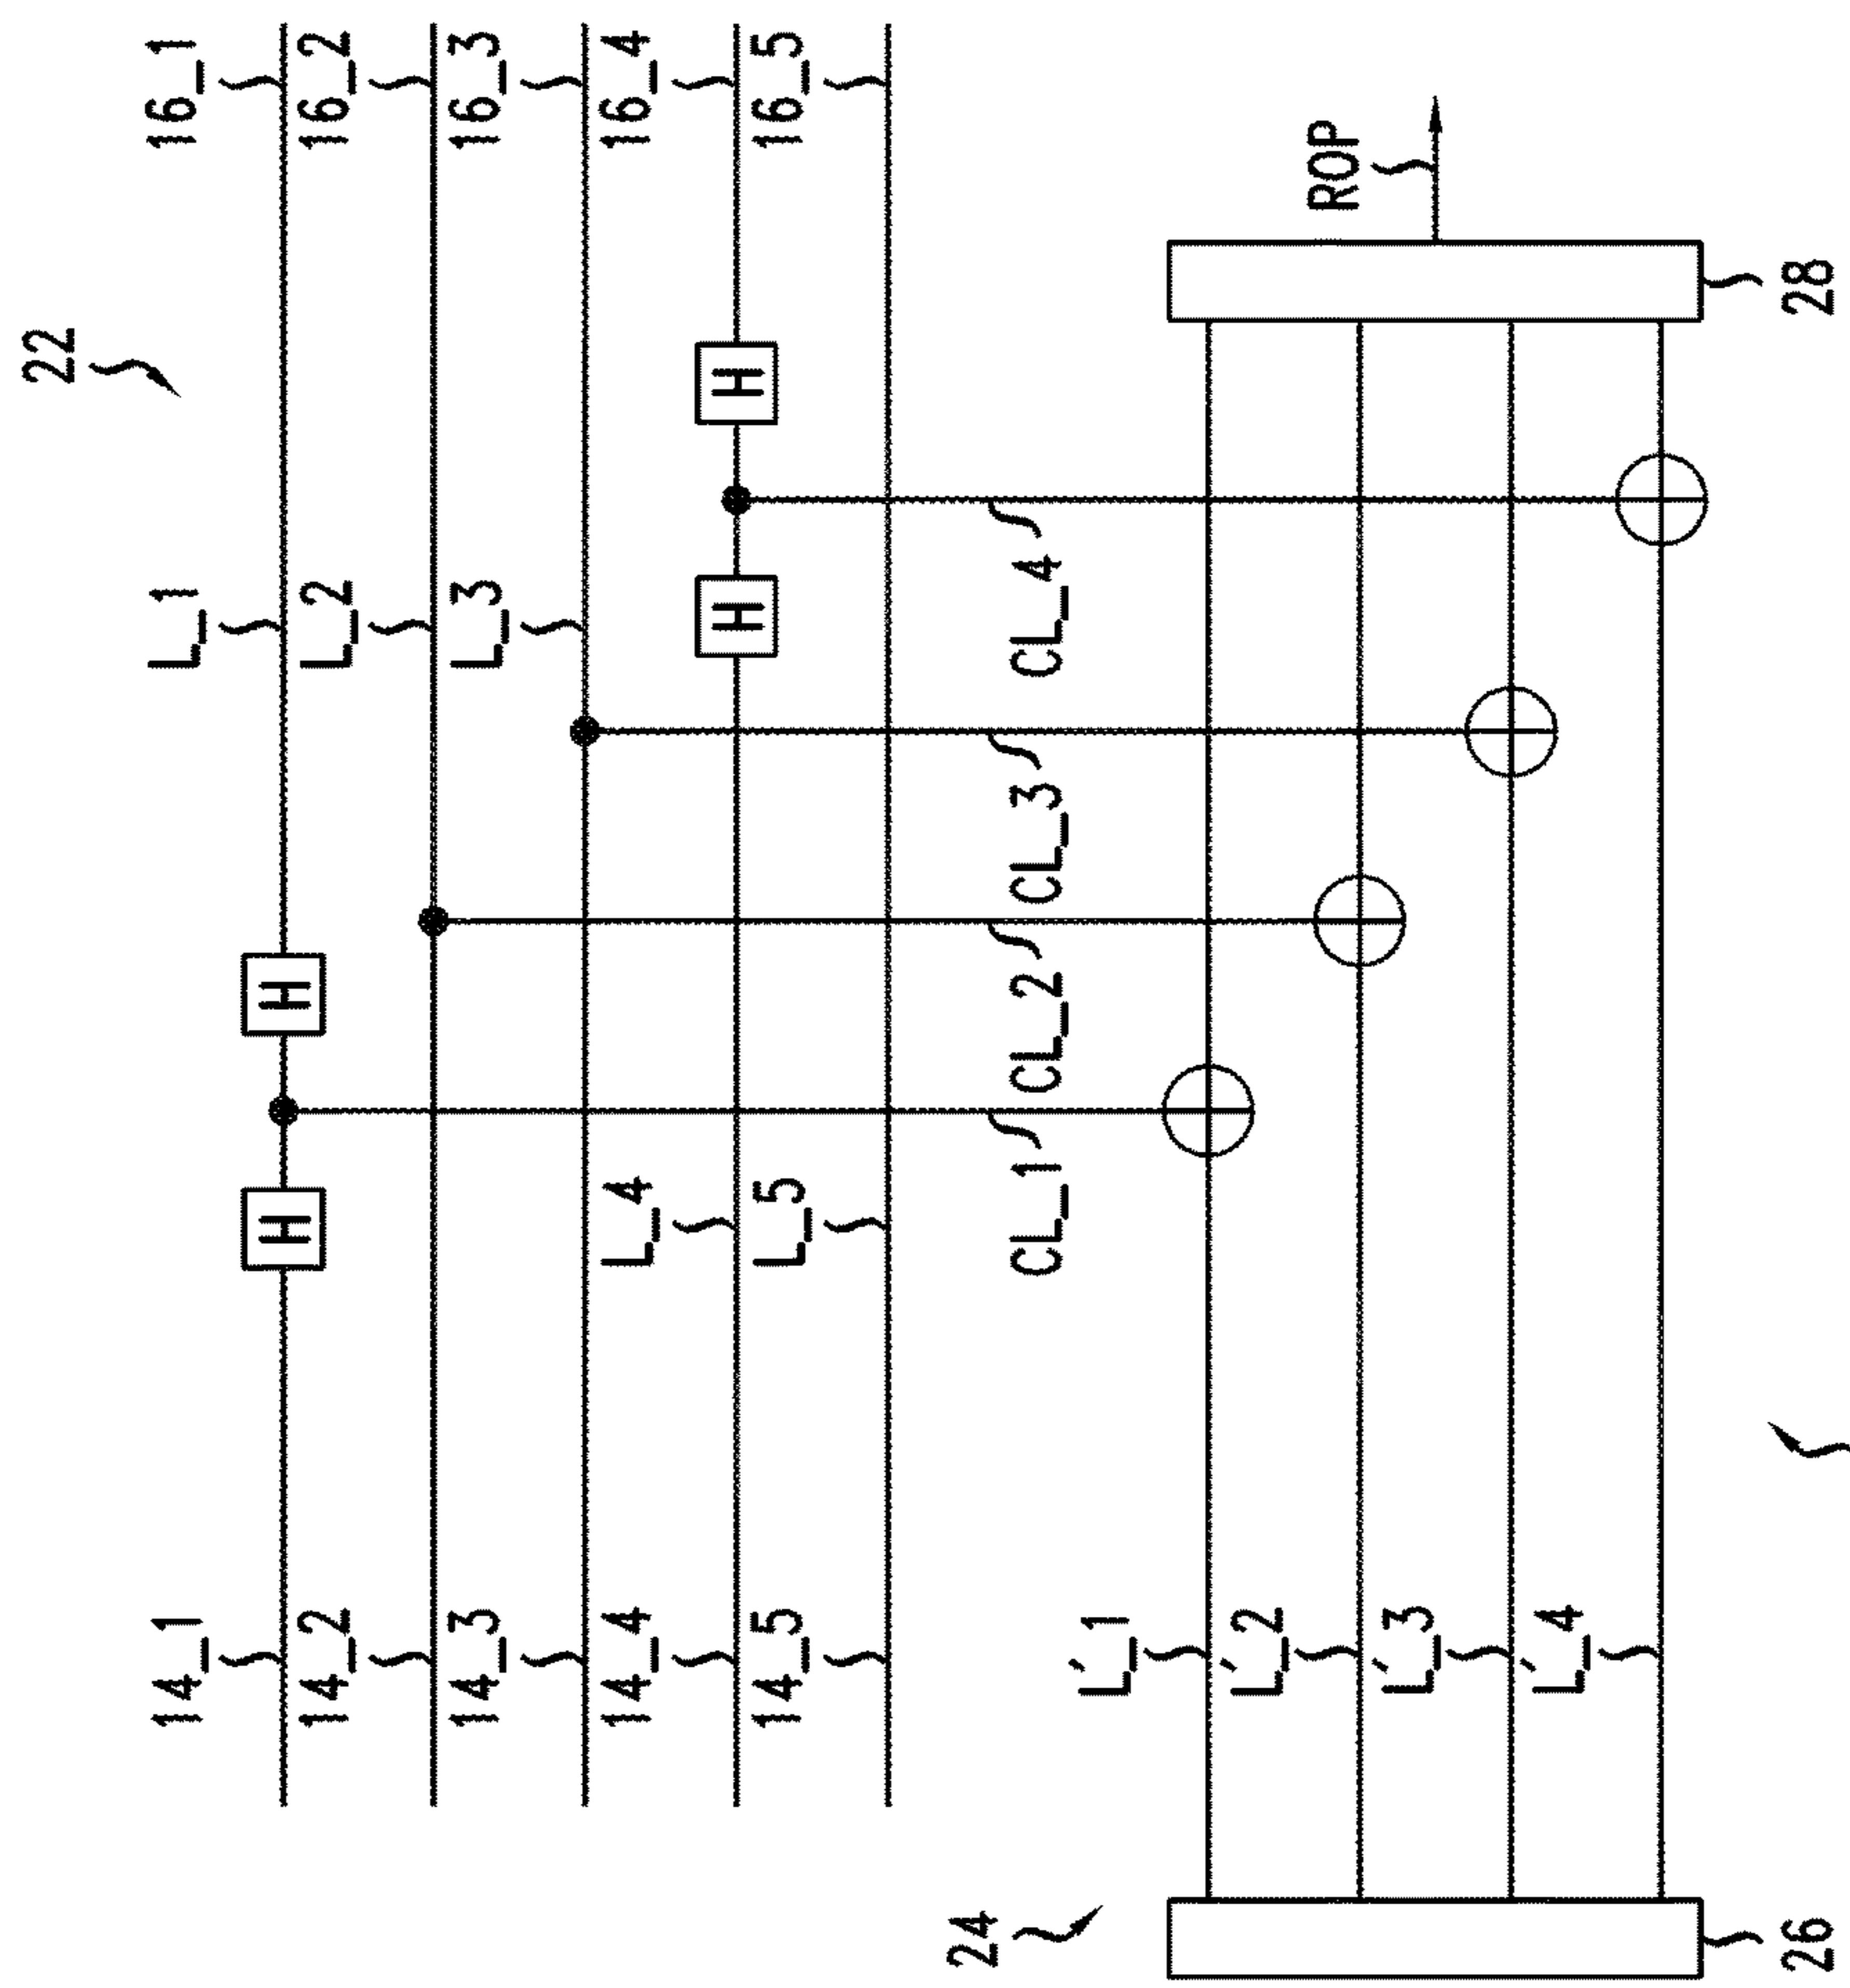 22
14_1
L_1
16_1
14_2
L_2
16_2
14_3
L_3
16_3
14_4
L_4
16_4
14_5
L_5
16_5
H
H
H
H
CL_1
CL_2
CL_3
CL_4
24
L'_1
L'_2
L'_3
L'_4
ROP
26
28